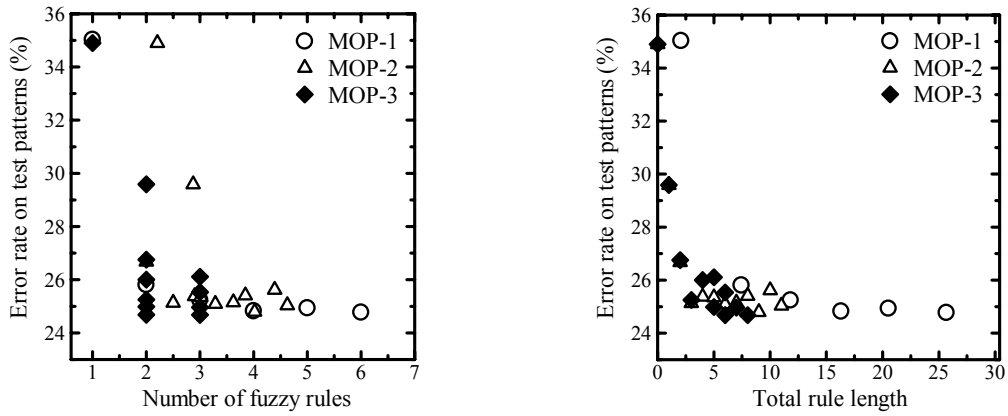 36
34
32
30
28
26
24
1 2 3 4 5 6 7
Number of fuzzy rules
Error rate on test patterns (%)
MOP-1
MOP-2
MOP-3
36
34
32
30
28
26
24
0 5 10 15 20 25 30
Total rule length
Error rate on test patterns (%)
MOP-1
MOP-2
MOP-3